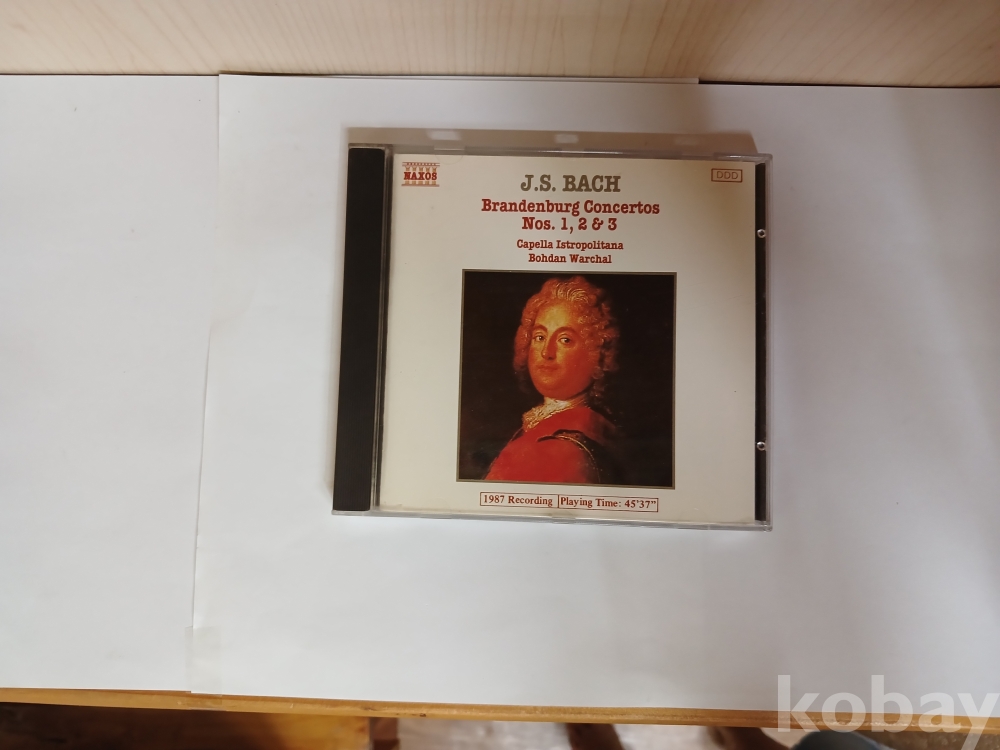 NAXOS
DDD
J.S. BACH
Brandenburg Concertos
Nos. 1, 2 & 3
Capella Istropolitana
Bohdan Warchal
1987 Recording Playing Time: 45'37"
kobay